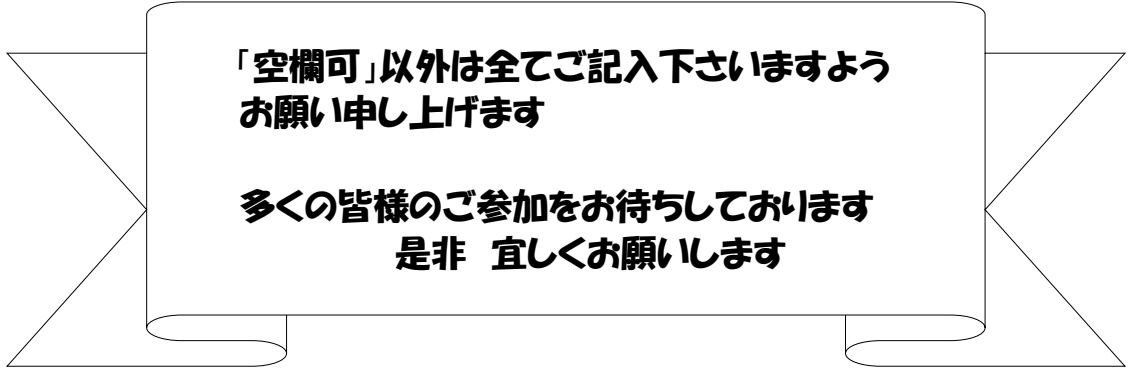 「空欄可」以外は全てご記入下さいますよう
お願い申し上げます
多くの皆様のご参加をお待ちしております
是非　宜しくお願いします